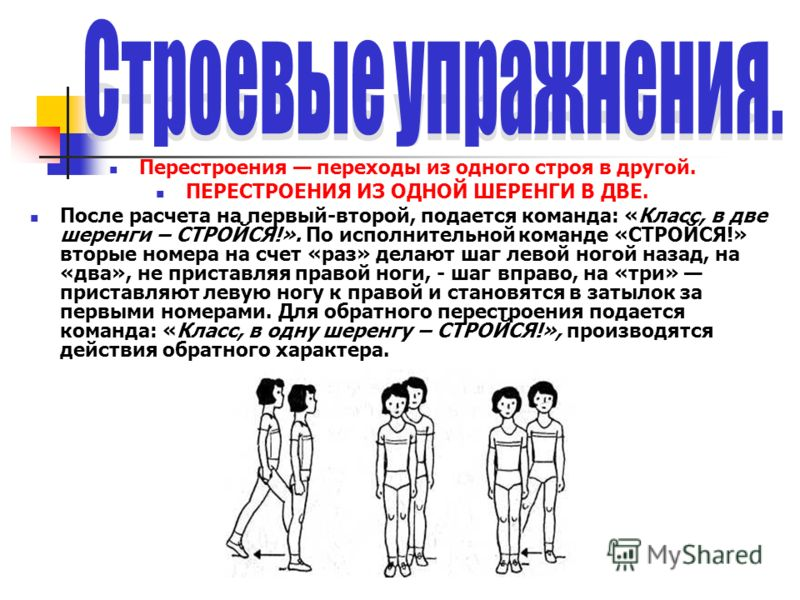 Строевые упражнения.
Перестроения — переходы из одного строя в другой.
ПЕРЕСТРОЕНИЯ ИЗ ОДНОЙ ШЕРЕНГИ В ДВЕ.
После расчета на первый-второй, подается команда: «Класс, в две
шеренги – СТРОЙСЯ!». По исполнительной команде «СТРОЙСЯ!»
вторые номера на счет «раз» делают шаг левой ногой назад, на
«два», не приставляя правой ноги, - шаг вправо, на «три» —
приставляют левую ногу к правой и становятся в затылок за
первыми номерами. Для обратного перестроения подается
команда: «Класс, в одну шеренгу – СТРОЙСЯ!», производятся
действия обратного характера.
MyShared